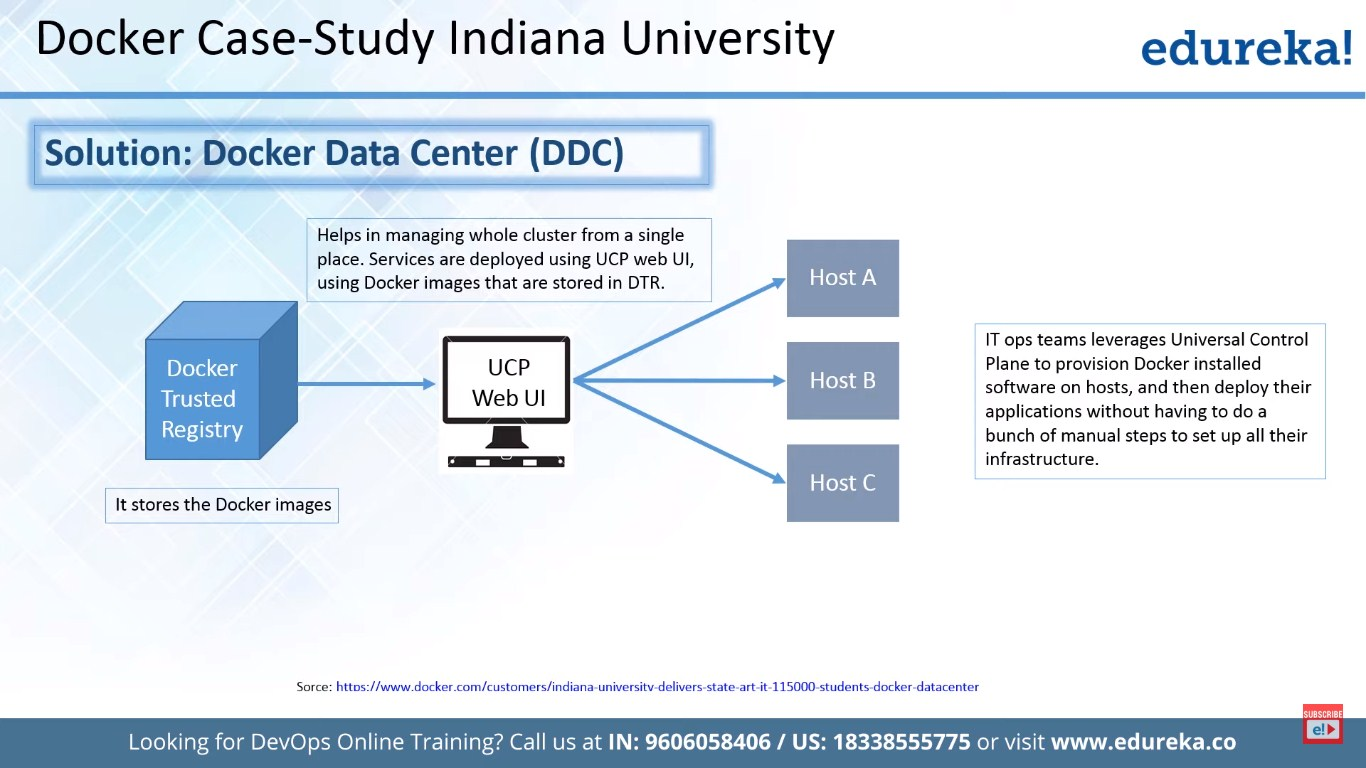 Docker Case-Study Indiana University
edureka!
Solution: Docker Data Center (DDC)
Helps in managing whole cluster from a single
place. Services are deployed using UCP web UI,
using Docker images that are stored in DTR.
Docker
Trusted
Registry
It stores the Docker images
UCP
Web UI
Host A
Host B
Host C
IT ops teams leverages Universal Control
Plane to provision Docker installed
software on hosts, and then deploy their
applications without having to do a
bunch of manual steps to set up all their
infrastructure.
Sorce: https://www.docker.com/customers/indiana-university-delivers-state-art-it-115000-students-docker-datacenter
SUBSCRIBE
e!
Looking for DevOps Online Training? Call us at IN: 9606058406 / US: 18338555775 or visit www.edureka.co